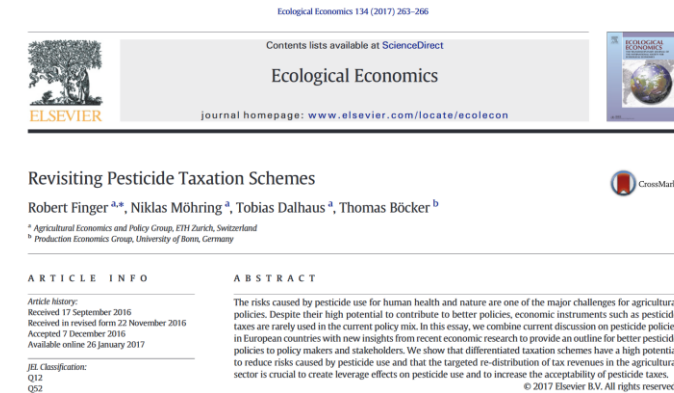 Ecological Economics 134 (2017) 263–266
Contents lists available at ScienceDirect
Ecological Economics
journal homepage: www.elsevier.com/locate/ecolecon
ELSEVIER
ECOLOGICAL
ECONOMICS
Revisiting Pesticide Taxation Schemes
CrossMark
Robert Finger a,*, Niklas Möhring a, Tobias Dalhaus a, Thomas Böcker b
a Agricultural Economics and Policy Group, ETH Zurich, Switzerland
b Production Economics Group, University of Bonn, Germany
ARTICLE INFO
Article history:
Received 17 September 2016
Received in revised form 22 November 2016
Accepted 7 December 2016
Available online 26 January 2017
JEL Classification:
Q12
Q52
ABSTRACT
The risks caused by pesticide use for human health and nature are one of the major challenges for agricultura
policies. Despite their high potential to contribute to better policies, economic instruments such as pesticid
taxes are rarely used in the current policy mix. In this essay, we combine current discussion on pesticide policie
in European countries with new insights from recent economic research to provide an outline for better pesticid
policies to policy makers and stakeholders. We show that differentiated taxation schemes have a high potentia
to reduce risks caused by pesticide use and that the targeted re-distribution of tax revenues in the agricultura
sector is crucial to create leverage effects on pesticide use and to increase the acceptability of pesticide taxes.
© 2017 Elsevier B.V. All rights reserved